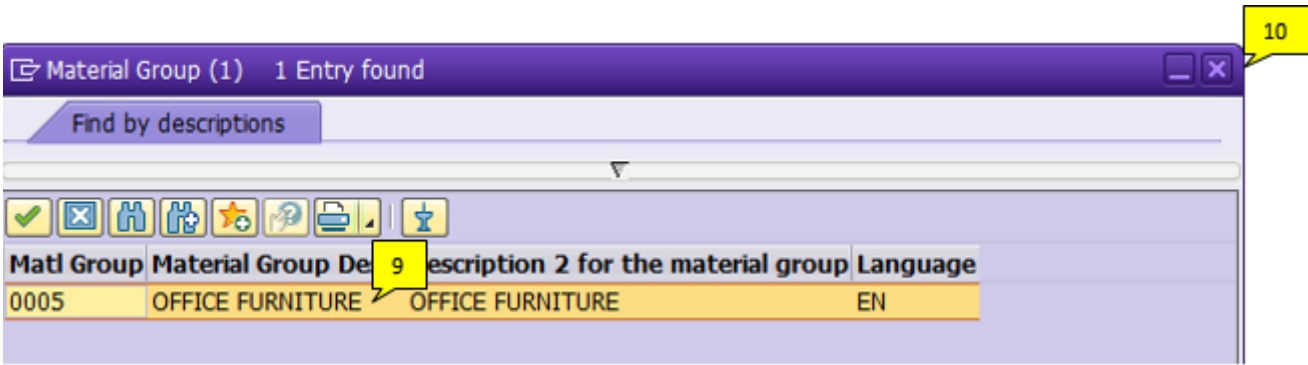 10
Material Group (1) 1 Entry found
Find by descriptions
Matl Group Material Group De 9 escription 2 for the material group Language
0005 OFFICE FURNITURE OFFICE FURNITURE EN